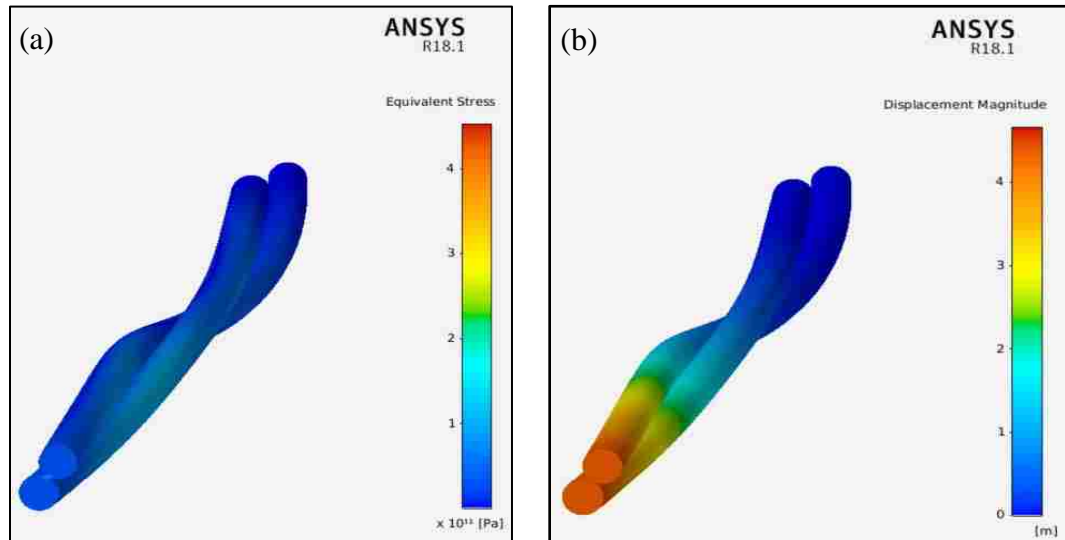 (a)
ANSYS
R18.1
Equivalent Stress
4
3
2
1
x 10¹¹ [Pa]
(b)
ANSYS
R18.1
Displacement Magnitude
4
3
2
1
0
[m]